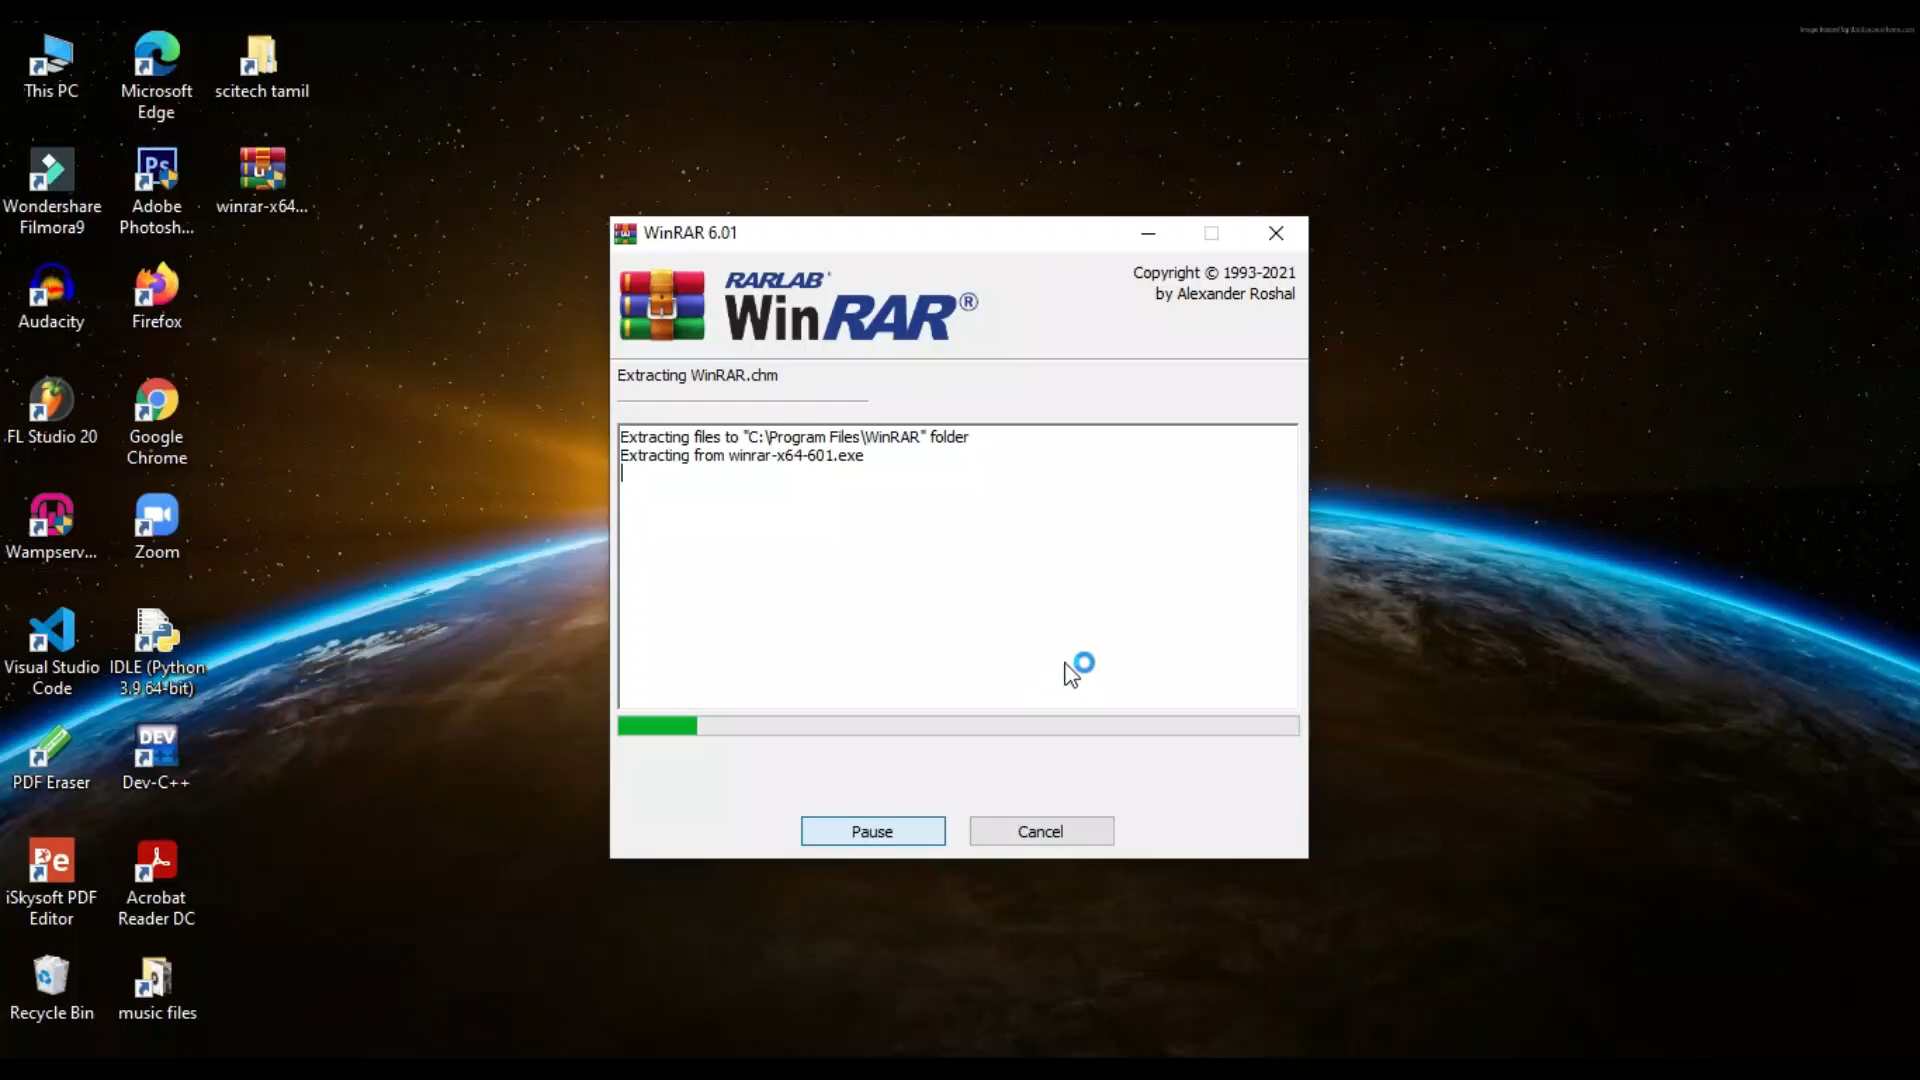 This PC
Microsoft
Edge
scitech tamil
Wondershare
Filmora9
Ps
Adobe
Photosh...
winrar-x64...
Audacity
Firefox
FL Studio 20
Google
Chrome
Wampserv...
Zoom
Visual Studio
Code
IDLE (Python
3.9 64-bit)
PDF Eraser
DEV
Dev-C++
Pe
iSkysoft PDF
Editor
Acrobat
Reader DC
Recycle Bin
music files
WinRAR 6.01
RARLAB
WinRAR®
Copyright © 1993-2021
by Alexander Roshal
Extracting WinRAR.chm
Extracting files to "C:\Program Files\WinRAR" folder
Extracting from winrar-x64-601.exe
Pause
Cancel